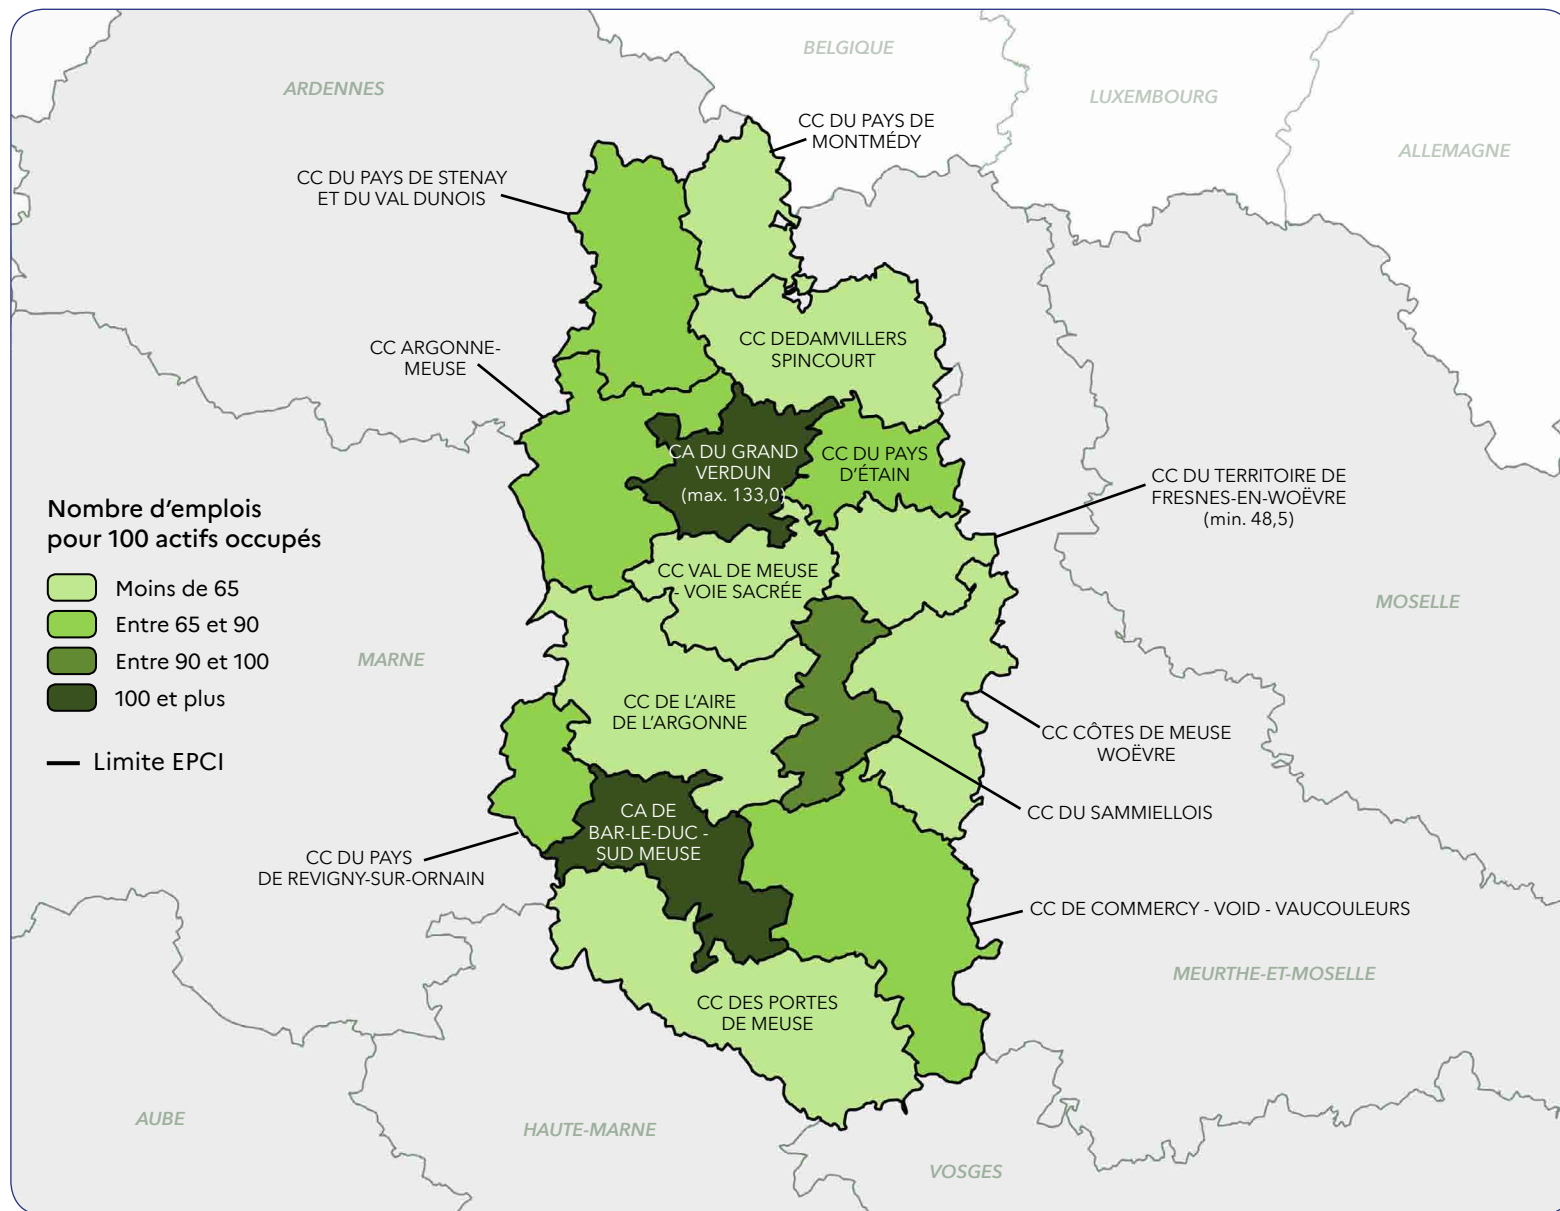 BELGIQUE
ARDENNES
LUXEMBOURG
ALLEMAGNE
CC DU PAYS DE
MONTMÉDY
CC DU PAYS DE STENAY
ET DU VAL DUNOIS
CC DEDAMVILLERS
SPINCOURT
CC ARGONNE-
MEUSE
CA DU GRAND
VERDUN
(max. 133,0)
CC DU PAYS
D'ÉTAIN
CC DU TERRITOIRE DE
FRESNES-EN-WOËVRE
(min. 48,5)
Nombre d'emplois
pour 100 actifs occupés
Moins de 65
Entre 65 et 90
Entre 90 et 100
100 et plus
Limite EPCI
CC VAL DE MEUSE
- VOIE SACRÉE
MOSELLE
MARNE
CC DE L'AIRE
DE L'ARGONNE
CC CÔTES DE MEUSE
WOËVRE
CC DU SAMMIELLOIS
CA DE
BAR-LE-DUC -
SUD MEUSE
CC DU PAYS
DE REVIGNY-SUR-ORNAIN
CC DE COMMERCY - VOID - VAUCOULEURS
MEURTHE-ET-MOSELLE
CC DES PORTES
DE MEUSE
AUBE
HAUTE-MARNE
VOSGES